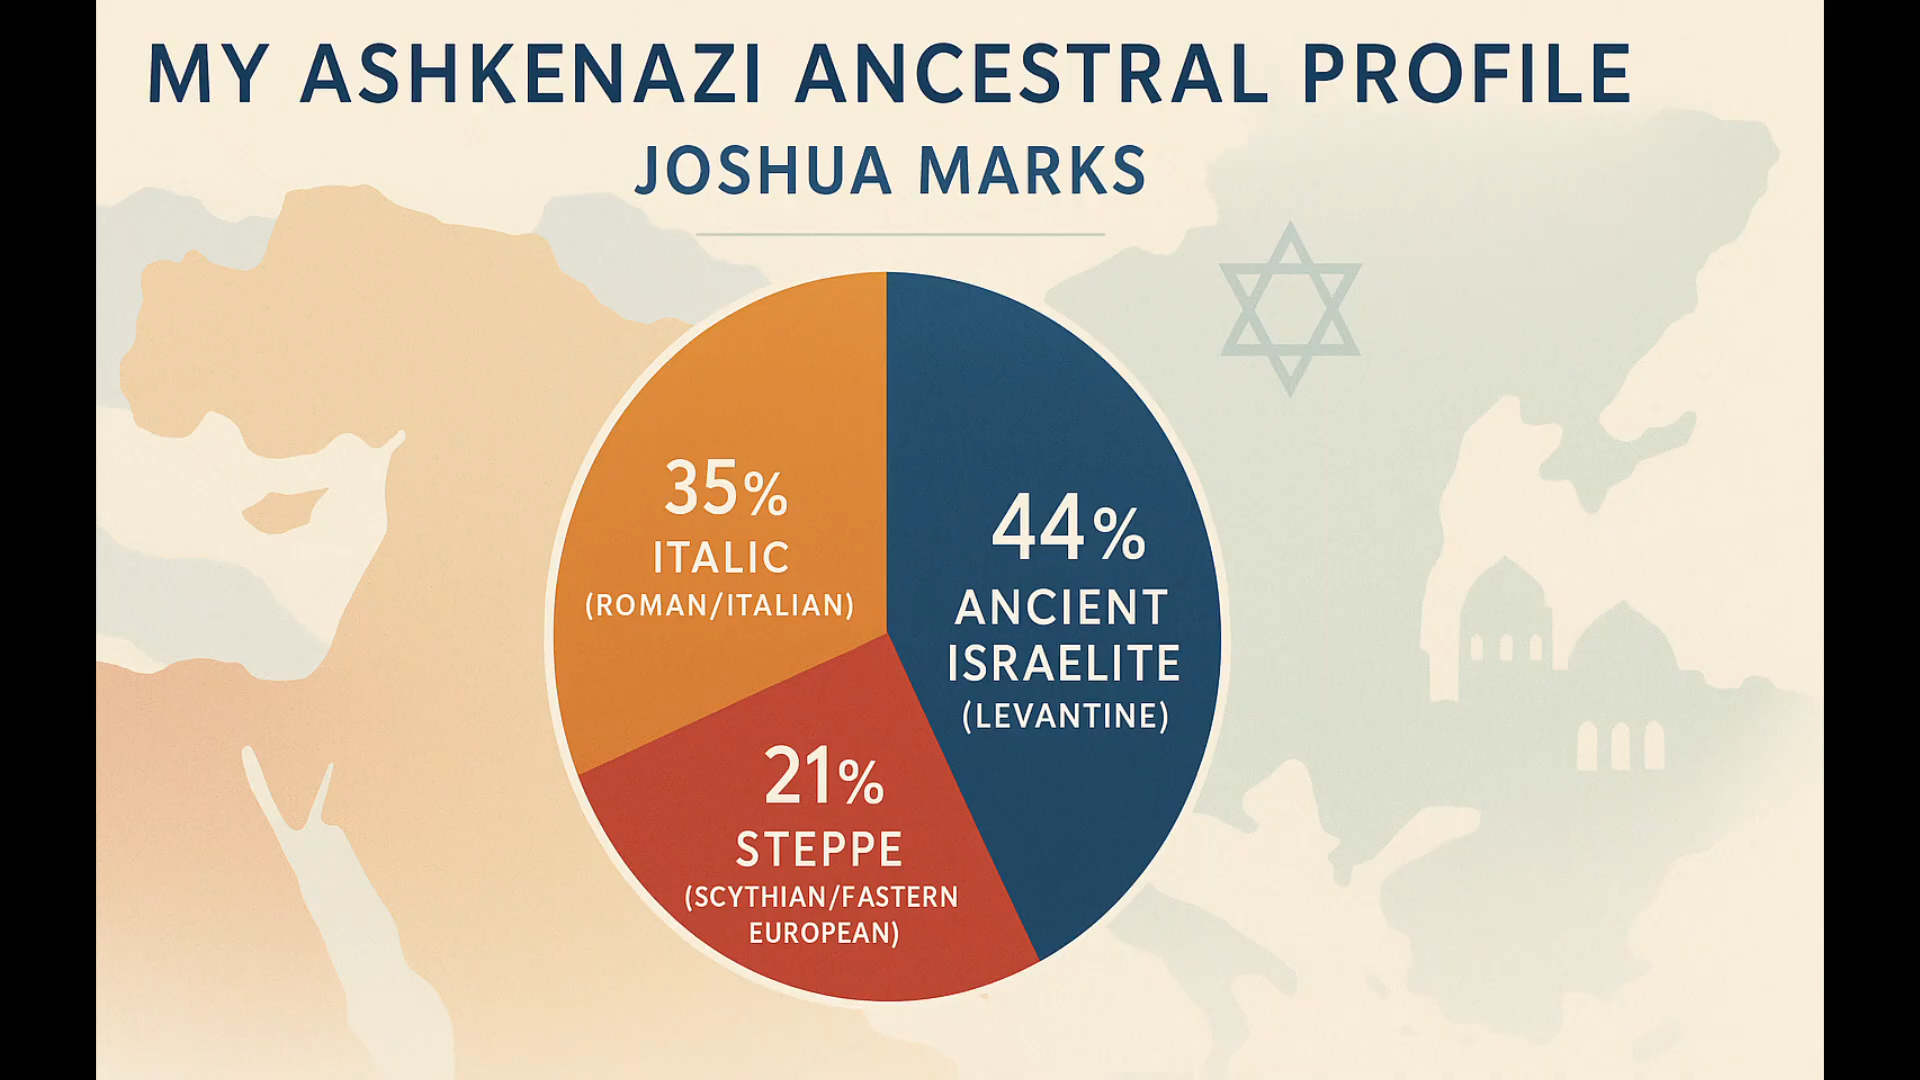 MY ASHKENAZI ANCESTRAL PROFILE
JOSHUA MARKS
35%
ITALIC
(ROMAN/ITALIAN)
44%
ANCIENT
ISRAELITE
(LEVANTINE)
21%
STEPPE
(SCYTHIAN/FASTERN
EUROPEAN)